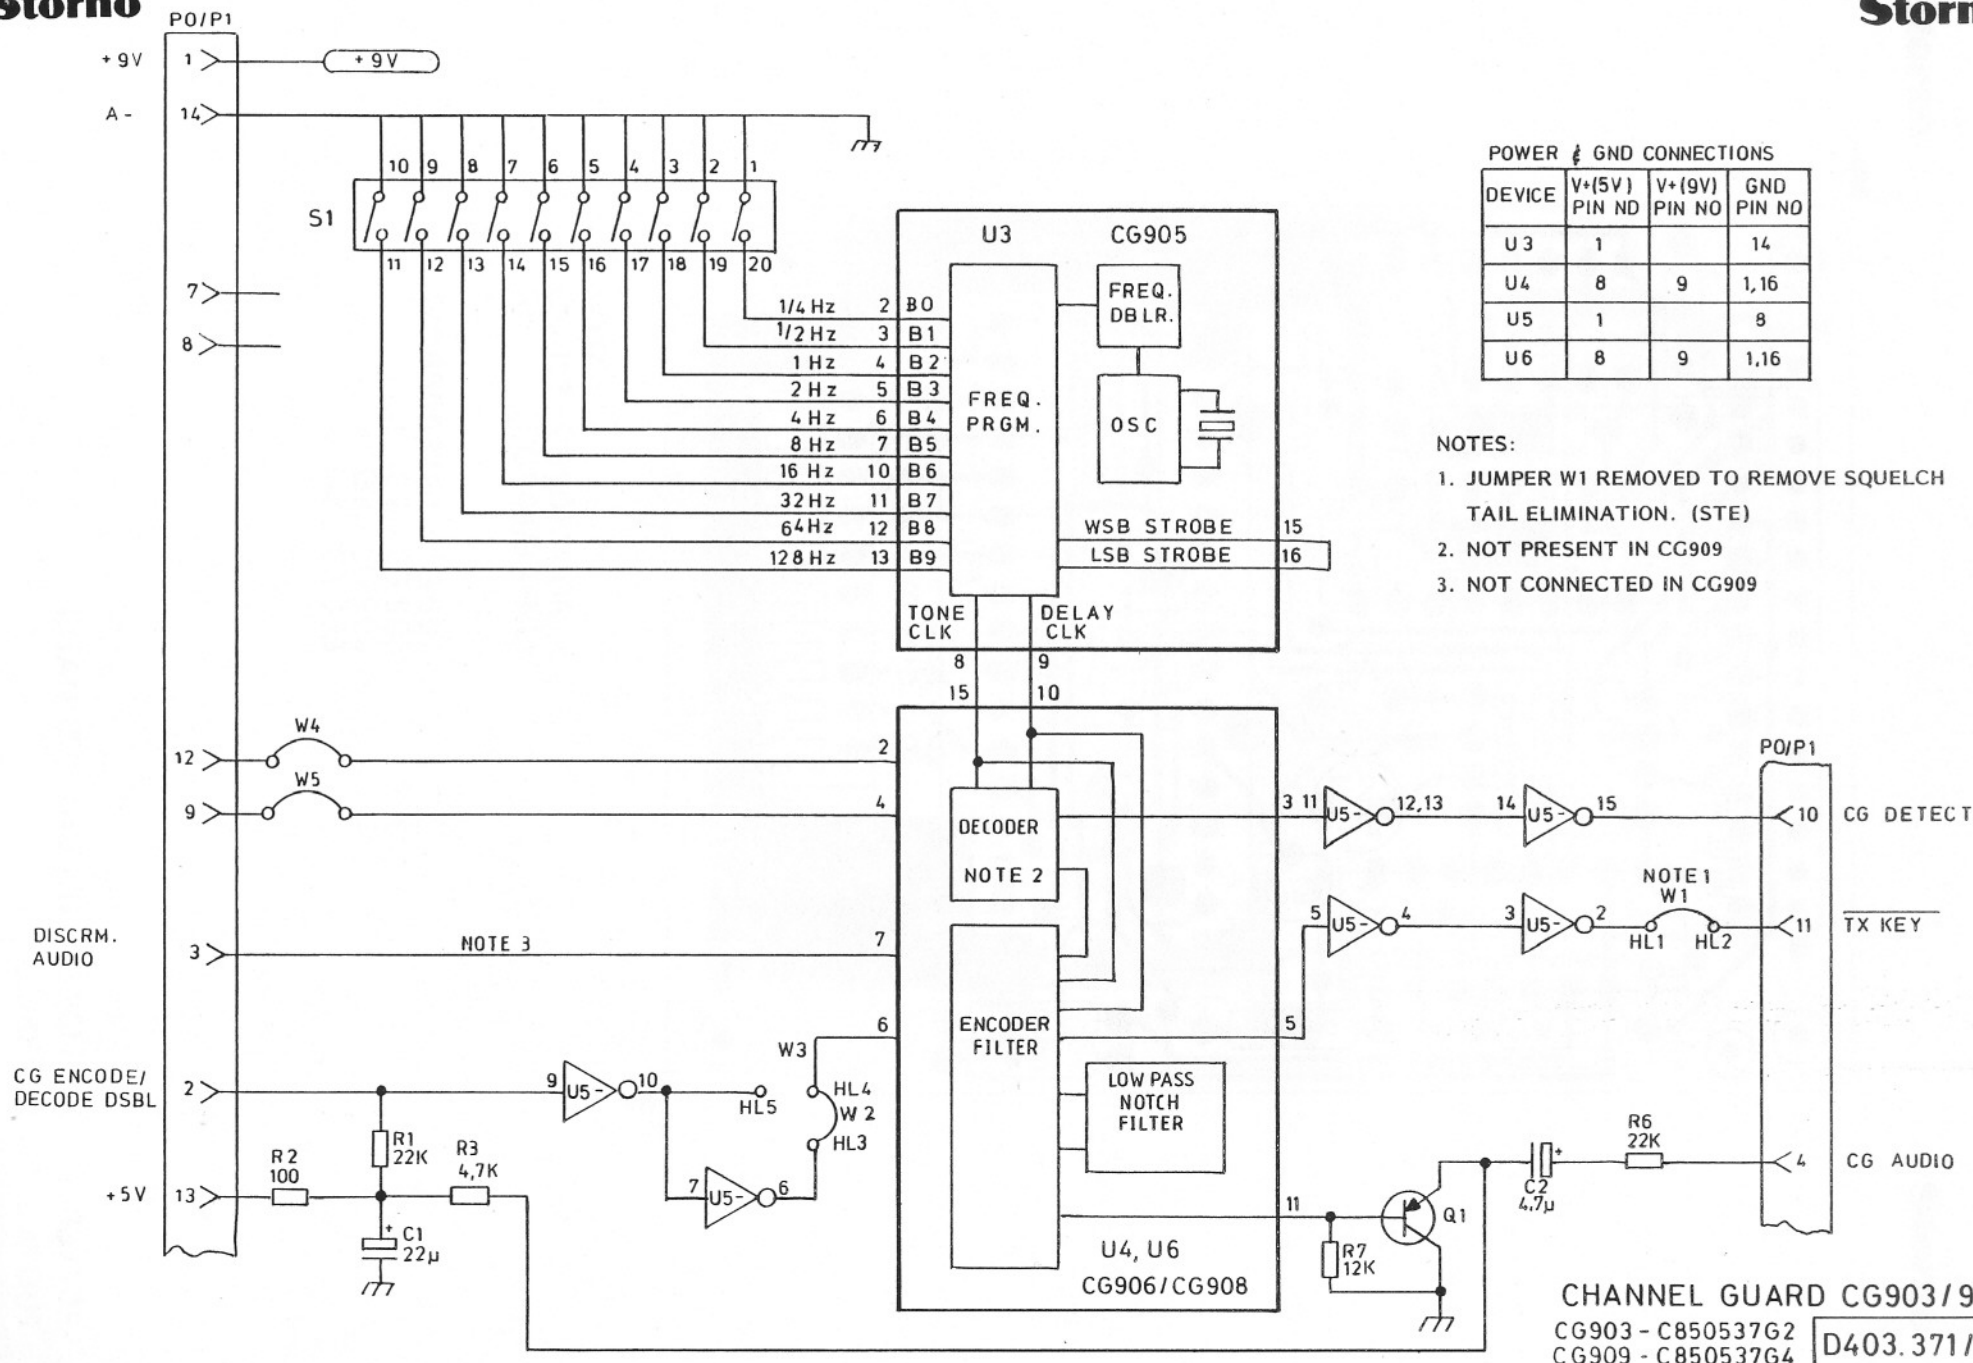 Storno
P0/P1
+9V 1 +9V
A- 14
10 9 8 7 6 5 4 3 2 1
S1
11 12 13 14 15 16 17 18 19 20
7
8
1/4 Hz 2 B0
1/2 Hz 3 B1
1 Hz 4 B2
2 Hz 5 B3
4 Hz 6 B4
8 Hz 7 B5
16 Hz 10 B6
32 Hz 11 B7
64 Hz 12 B8
128 Hz 13 B9
U3 CG905
FREQ.
PRGM.
FREQ.
DBLR.
OSC
WSB STROBE 15
LSB STROBE 16
TONE
CLK
DELAY
CLK
8 9
15 10
POWER & GND CONNECTIONS
DEVICE V+(5V) PIN NO V+(9V) PIN NO GND PIN NO
U3 1 14
U4 8 9 1,16
U5 1 8
U6 8 9 1,16
NOTES:
1. JUMPER W1 REMOVED TO REMOVE SQUELCH
TAIL ELIMINATION. (STE)
2. NOT PRESENT IN CG909
3. NOT CONNECTED IN CG909
12 W4 2
9 W5 4
DISCRM.
AUDIO
3 NOTE 3 7
6
CG ENCODE/
DECODE DSBL
2
9 U5- 10
HL5
W3
HL4
W2
HL3
7 U5- 6
R1
22K
R2
100
R3
4,7K
+5V 13
C1
22µ
+
DECODER
NOTE 2
ENCODER
FILTER
LOW PASS
NOTCH
FILTER
U4, U6
CG906/CG908
3 11 U5- 12,13 14 U5- 15
5 5 U5- 4 3 U5- 2
NOTE 1
W1
HL1 HL2
P0/P1
10 CG DETECT
11 TX KEY
11
R7
12K
Q1
C2
4,7µ
+
R6
22K
4 CG AUDIO
CHANNEL GUARD CG903/9
CG903 - C850537G2
CG909 - C850537G4
D403.371/